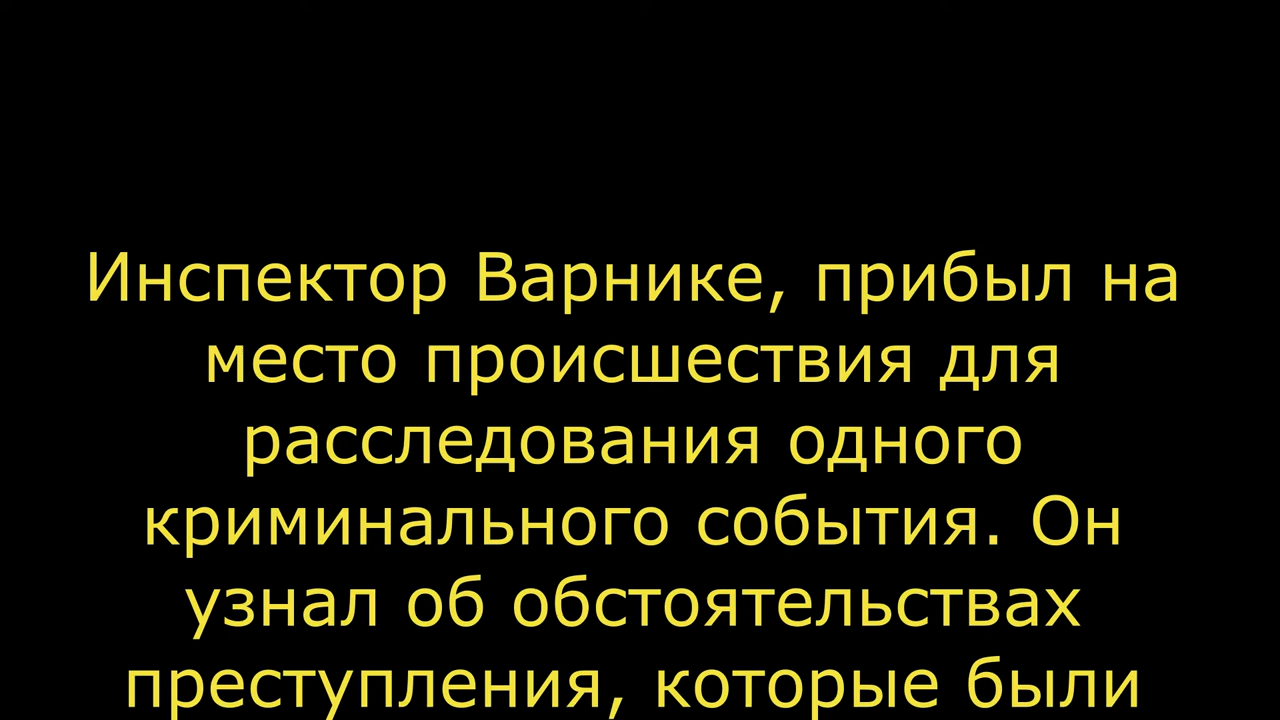 Инспектор Варнике, прибыл на
место происшествия для
расследования одного
криминального события. Он
узнал об обстоятельствах
преступления, которые были